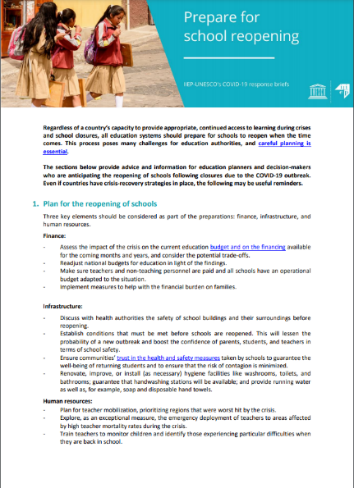 Prepare for
school reopening
IIEP-UNESCO's COVID-19 response briefs
Regardless of a country's capacity to provide appropriate, continued access to learning during crises
and school closures, all education systems should prepare for schools to reopen when the time
comes. This process poses many challenges for education authorities, and careful planning is
essential.
The sections below provide advice and information for education planners and decision-makers
who are anticipating the reopening of schools following closures due to the COVID-19 outbreak.
Even if countries have crisis-recovery strategies in place, the following may be useful reminders.
1. Plan for the reopening of schools
Three key elements should be considered as part of the preparations: finance, infrastructure, and
human resources.
Finance:
- Assess the impact of the crisis on the current education budget and on the financing available
for the coming months and years, and consider the potential trade-offs.
- Readjust national budgets for education in light of the findings.
- Make sure teachers and non-teaching personnel are paid and all schools have an operational
budget adapted to the situation.
- Implement measures to help with the financial burden on families.
Infrastructure:
- Discuss with health authorities the safety of school buildings and their surroundings before
reopening.
- Establish conditions that must be met before schools are reopened. This will lessen the
probability of a new outbreak and boost the confidence of parents, students, and teachers in
terms of school safety.
- Ensure communities' trust in the health and safety measures taken by schools to guarantee the
well-being of returning students and to ensure that the risk of contagion is minimized.
- Renovate, improve, or install (as necessary) hygiene facilities like washrooms, toilets, and
bathrooms; guarantee that handwashing stations will be available; and provide running water
as well as, for example, soap and disposable hand towels.
Human resources:
- Plan for teacher mobilization, prioritizing regions that were worst hit by the crisis.
- Explore, as an exceptional measure, the emergency deployment of teachers to areas affected
by high teacher mortality rates during the crisis.
- Train teachers to monitor children and identify those experiencing particular difficulties when
they are back in school.